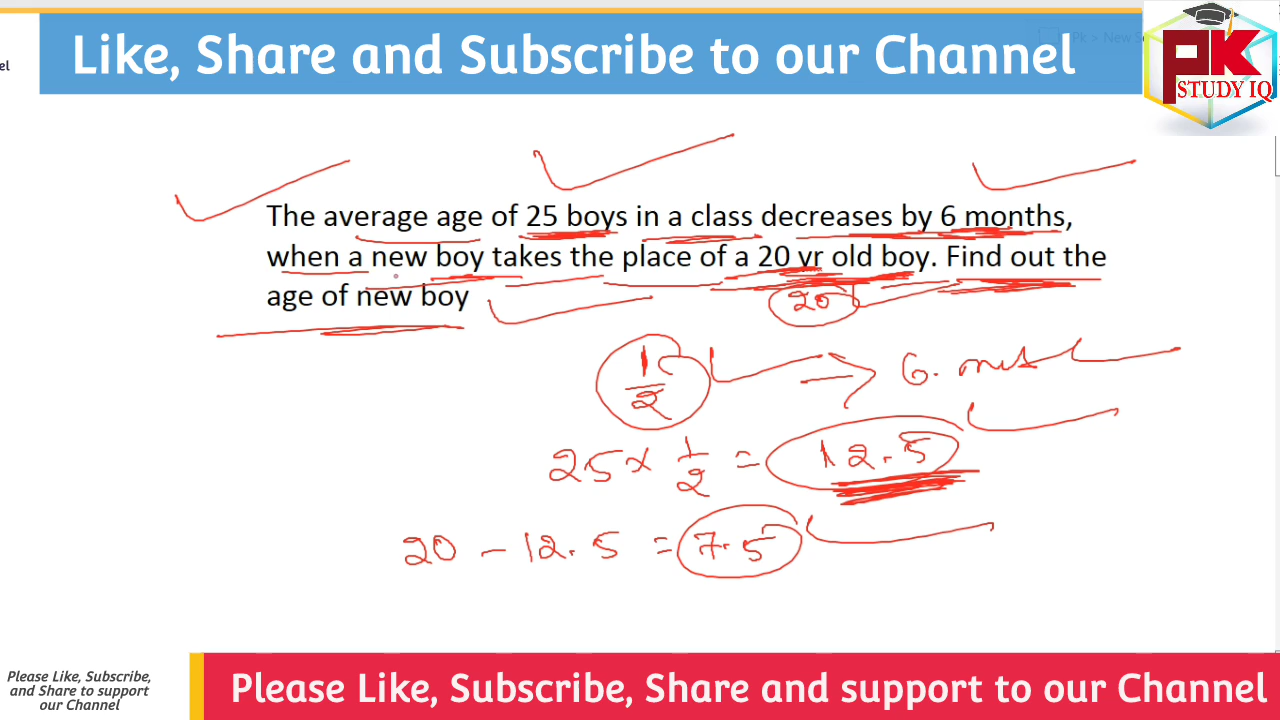 Like, Share and Subscribe to our Channel
PK
STUDY IQ
el
The average age of 25 boys in a class decreases by 6 months,
when a new boy takes the place of a 20 yr old boy. Find out the
age of new boy
20
1/2 → 6.
25 × 1/2 = 12.5
20 - 12.5 = 7.5
Please Like, Subscribe,
and Share to support
our Channel
Please Like, Subscribe, Share and support to our Channel